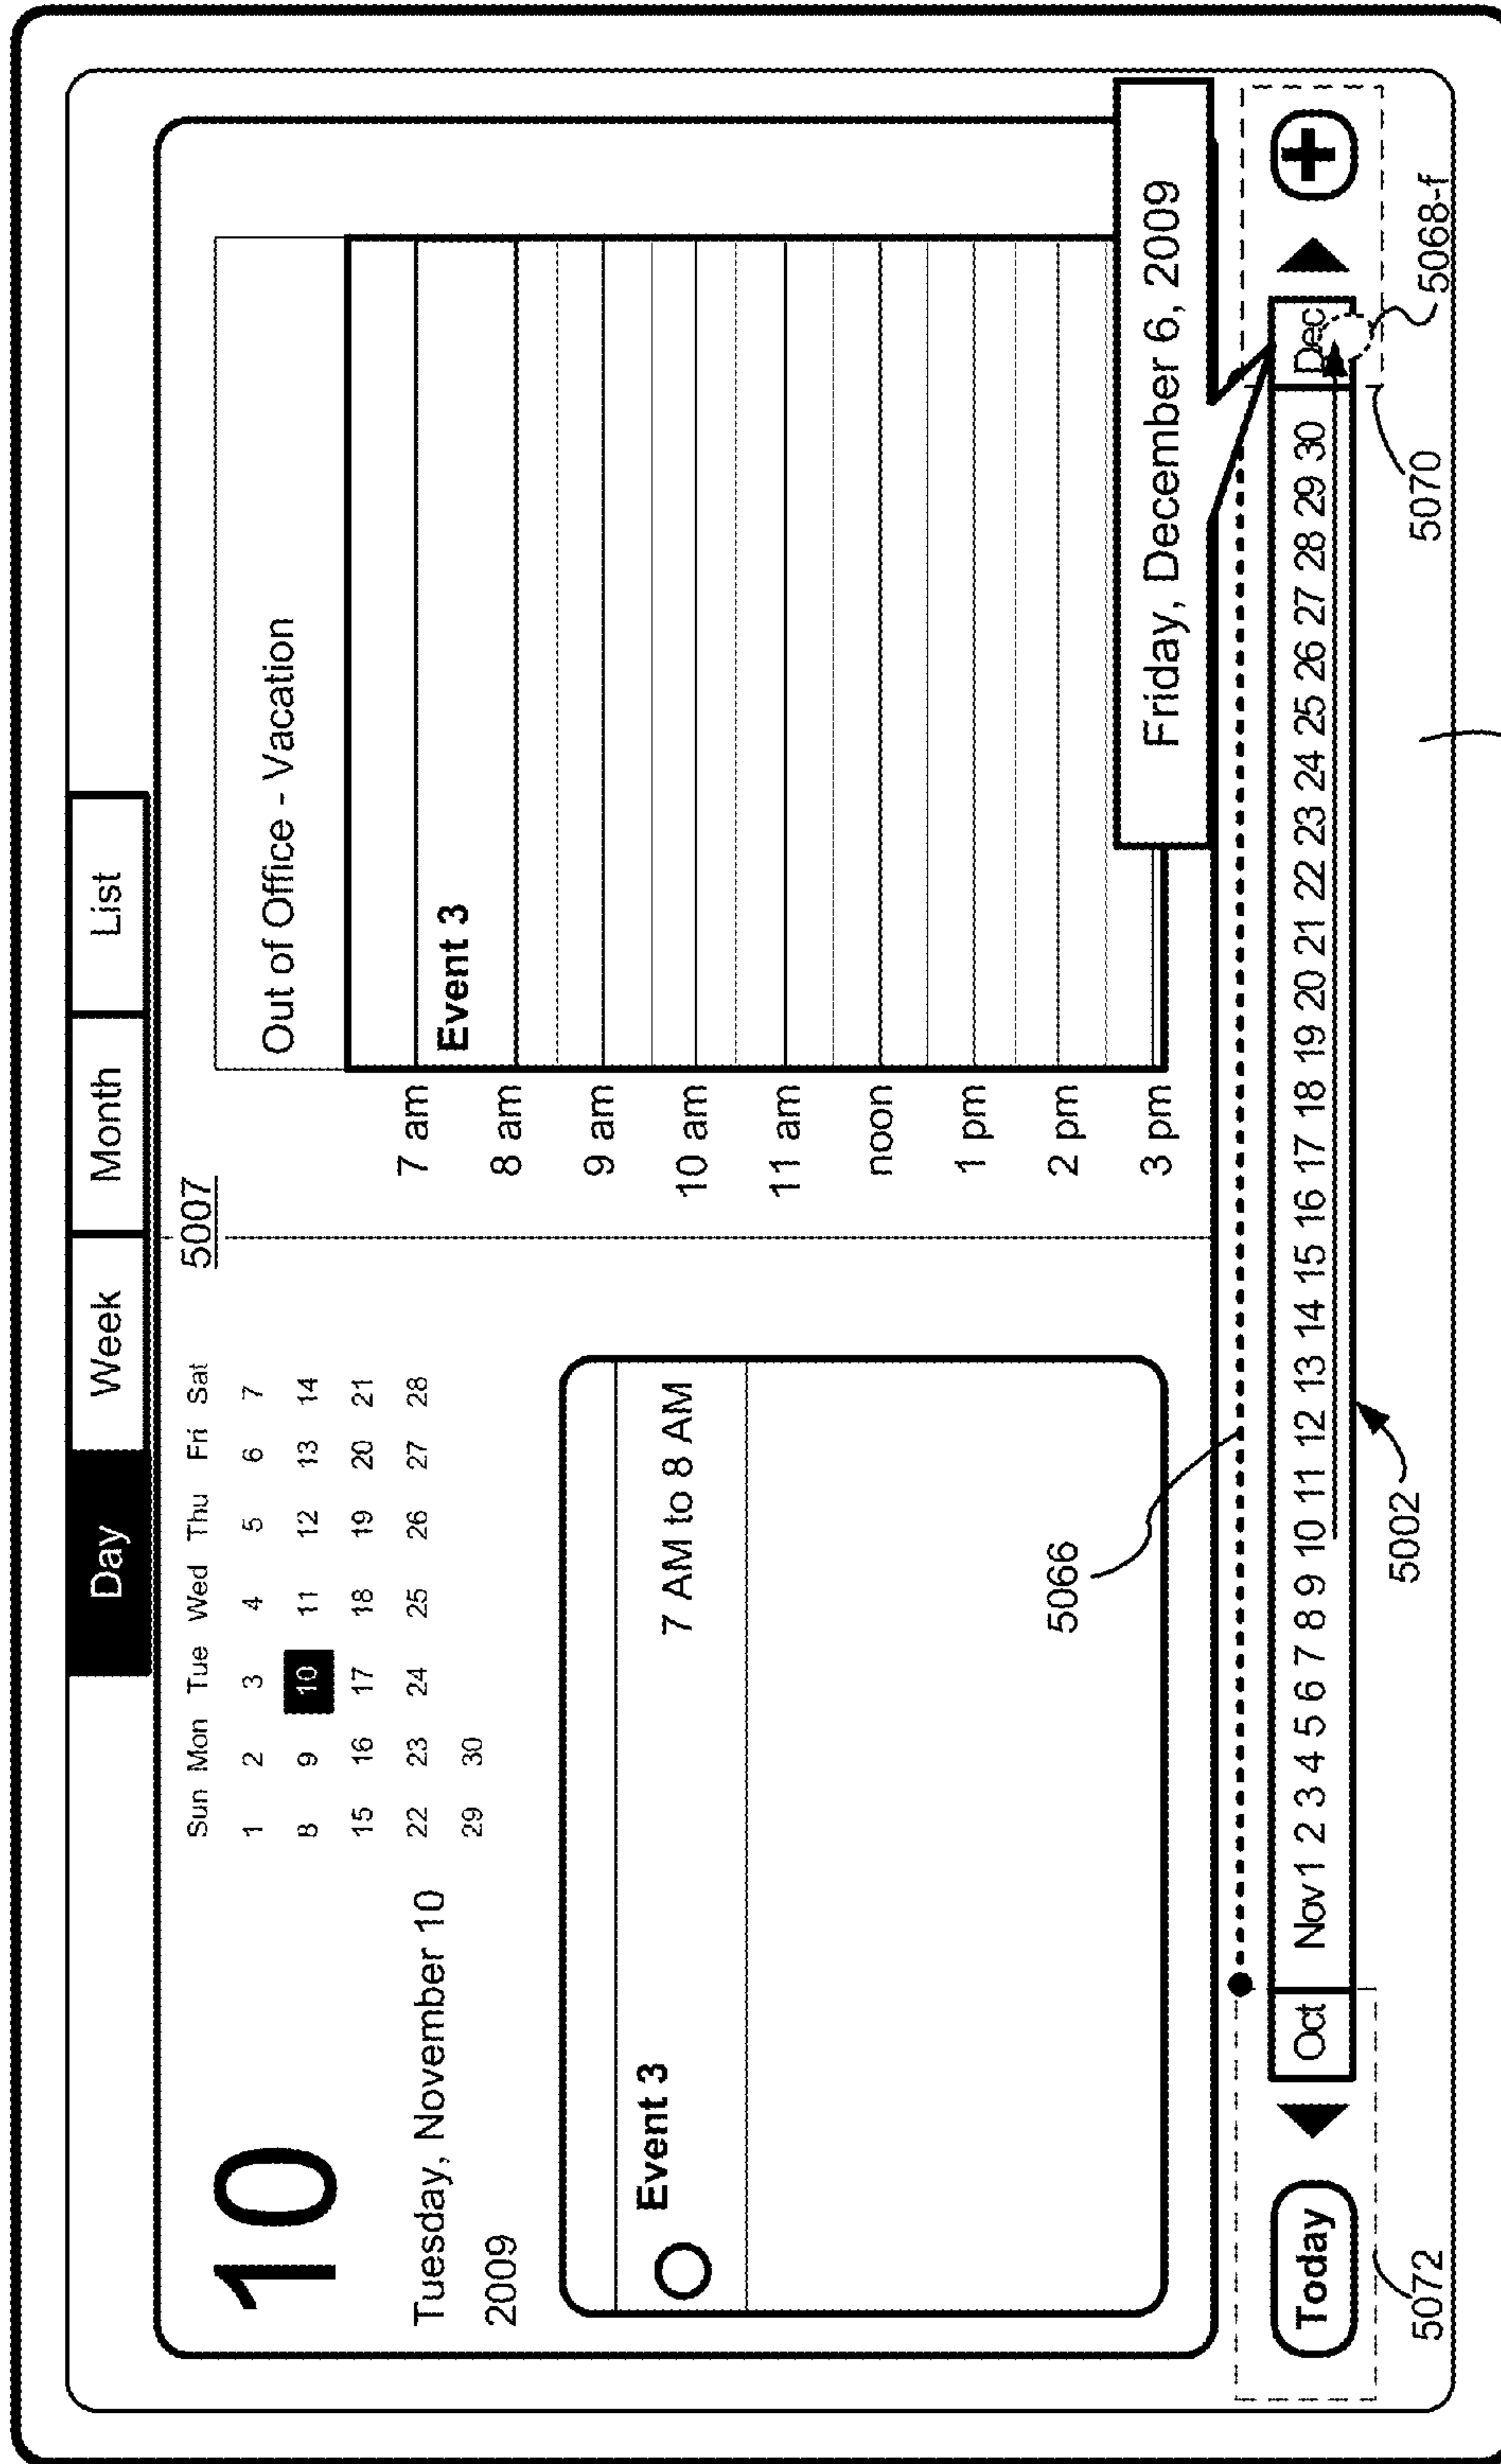 Day Week Month List
10
Tuesday, November 10
2009
Sun Mon Tue Wed Thu Fri Sat
1 2 3 4 5 6 7
8 9 10 11 12 13 14
15 16 17 18 19 20 21
22 23 24 25 26 27 28
29 30
5007
Out of Office - Vacation
7 am
Event 3
8 am
9 am
10 am
11 am
noon
1 pm
2 pm
3 pm
Event 3 7 AM to 8 AM
Friday, December 6, 2009
5066
Today Oct Nov 1 2 3 4 5 6 7 8 9 10 11 12 13 14 15 16 17 18 19 20 21 22 23 24 25 26 27 28 29 30 Dec +
5072
5002
5070
5068-f